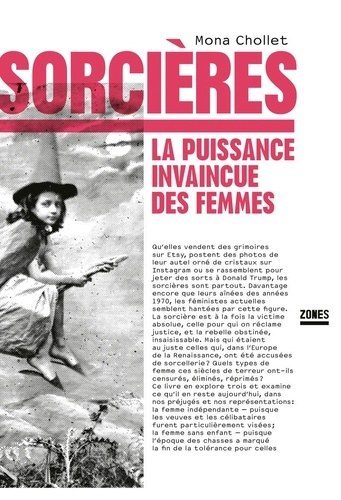 Mona Chollet
SORCIÈRES
LA PUISSANCE
INVAINCUE
DES FEMMES
Qu'elles vendent des grimoires
sur Etsy, postent des photos de
leur autel orné de cristaux sur
Instagram ou se rassemblent pour
jeter des sorts à Donald Trump, les
sorcières sont partout. Davantage
encore que leurs aînées des années
1970, les féministes actuelles
semblent hantées par cette figure.
La sorcière est à la fois la victime
absolue, celle pour qui on réclame
justice, et la rebelle obstinée,
insaisissable. Mais qui étaient
au juste celles qui, dans l'Europe
de la Renaissance, ont été accusées
de sorcellerie ? Quels types de
femme ces siècles de terreur ont-ils
censurés, éliminés, réprimés ?
Ce livre en explore trois et examine
ce qu'il en reste aujourd'hui, dans
nos préjugés et nos représentations :
la femme indépendante — puisque
les veuves et les célibataires
furent particulièrement visées ;
la femme sans enfant — puisque
l'époque des chasses a marqué
la fin de la tolérance pour celles
ZONES